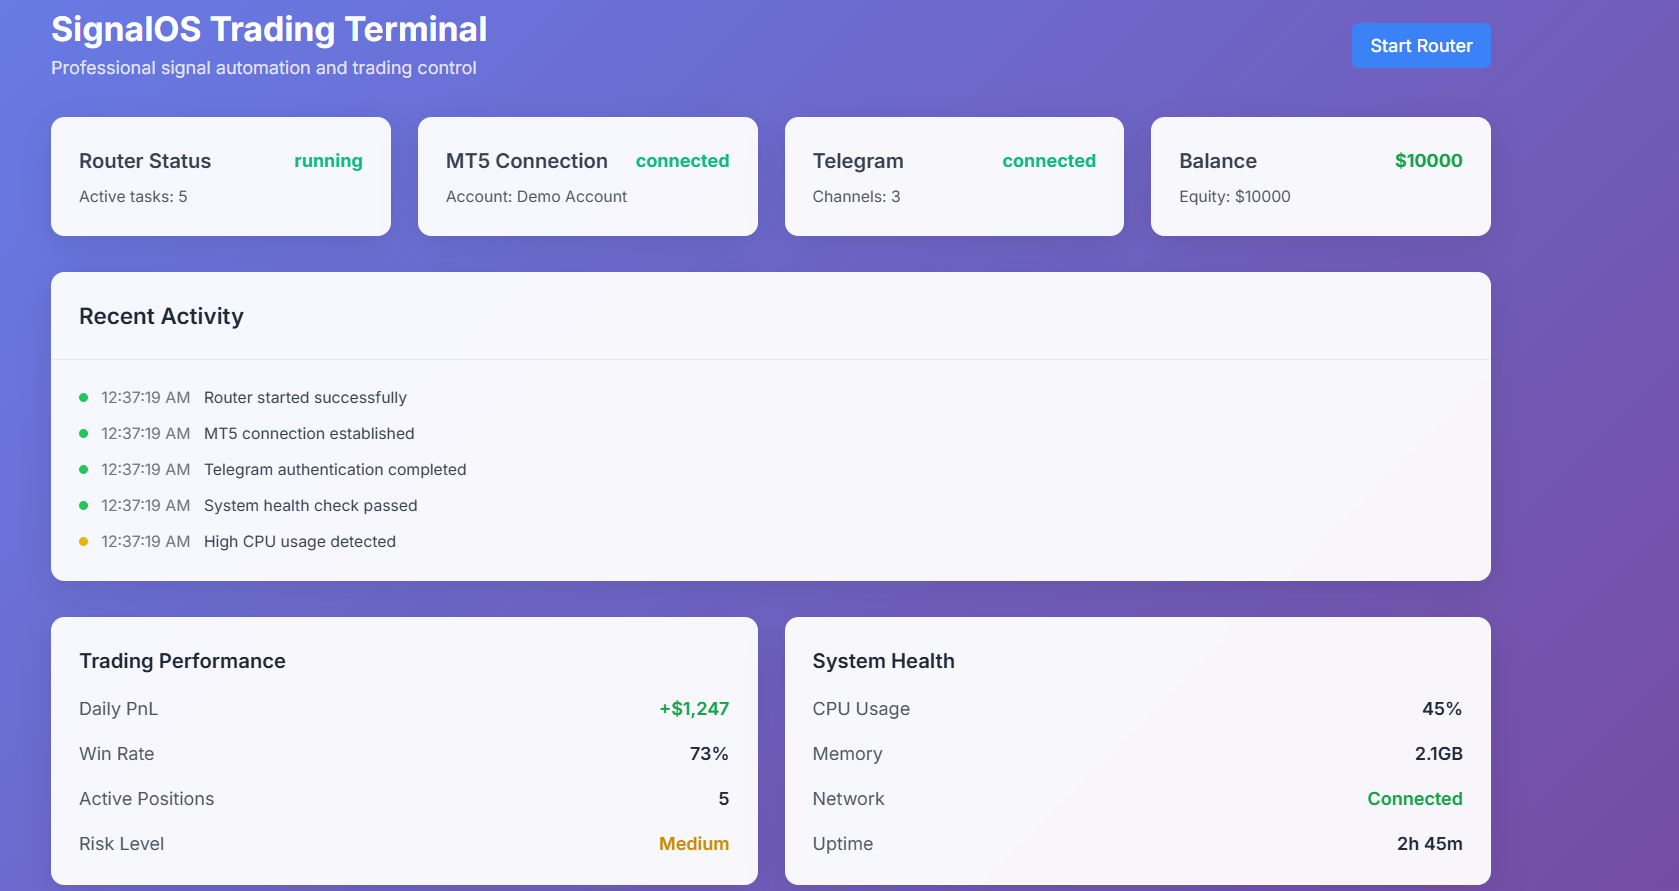 SignalOS Trading Terminal
Professional signal automation and trading control
Start Router
Router Status running
Active tasks: 5
MT5 Connection connected
Account: Demo Account
Telegram connected
Channels: 3
Balance $10000
Equity: $10000
Recent Activity
12:37:19 AM Router started successfully
12:37:19 AM MT5 connection established
12:37:19 AM Telegram authentication completed
12:37:19 AM System health check passed
12:37:19 AM High CPU usage detected
Trading Performance
Daily PnL +$1,247
Win Rate 73%
Active Positions 5
Risk Level Medium
System Health
CPU Usage 45%
Memory 2.1GB
Network Connected
Uptime 2h 45m